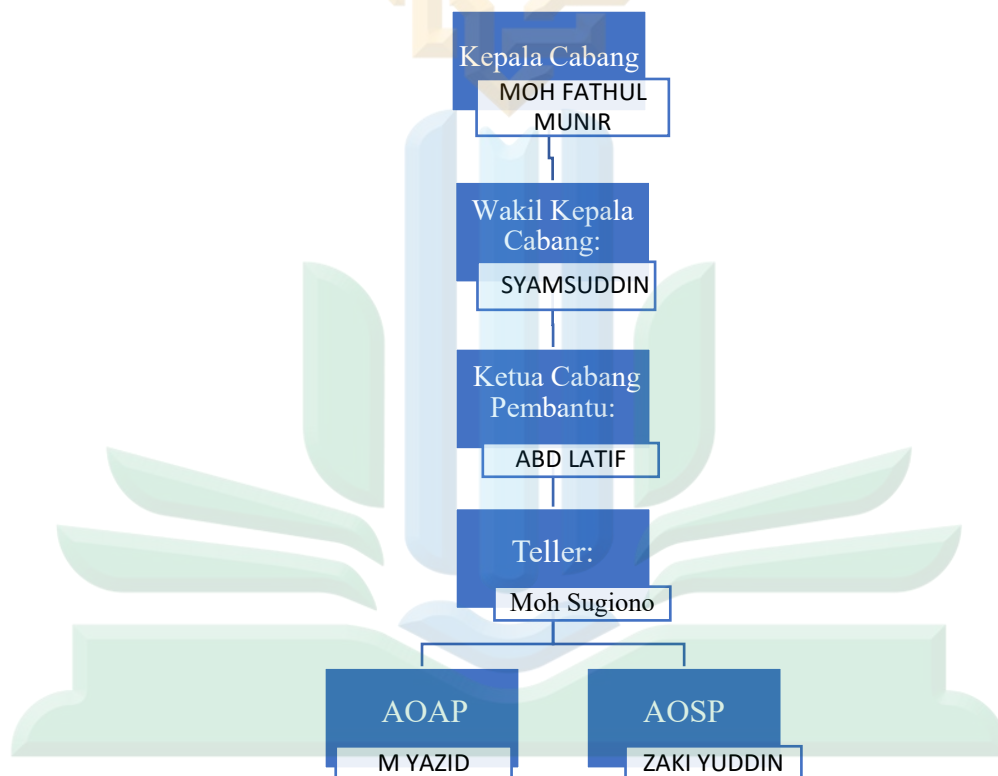 Kepala Cabang
MOH FATHUL
MUNIR
Wakil Kepala
Cabang:
SYAMSUDDIN
Ketua Cabang
Pembantu:
ABD LATIF
Teller:
Moh Sugiono
AOAP
M YAZID
AOSP
ZAKI YUDDIN